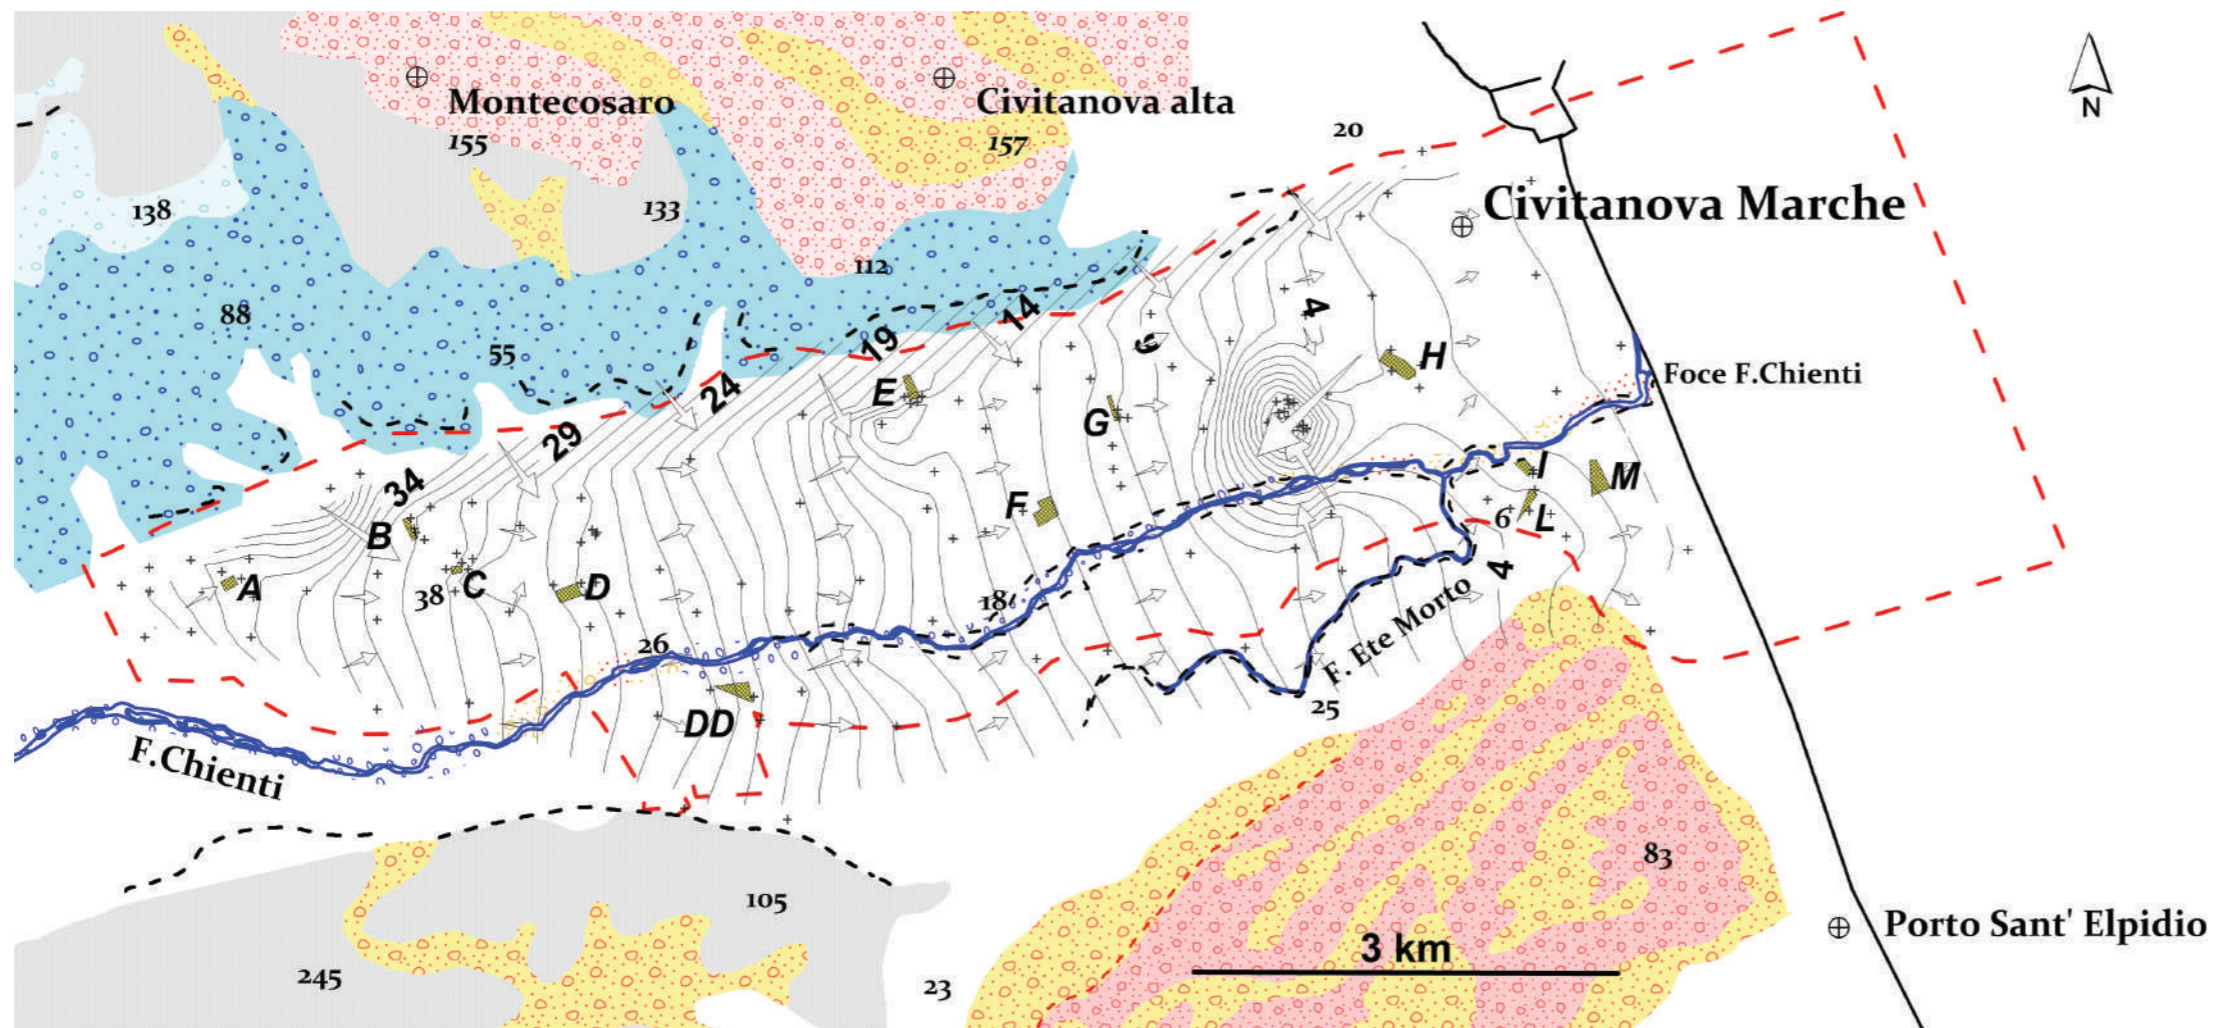 Montecosaro
155
Civitanova alta
157
20
N
138
133
Civitanova Marche
112
88
55
14
19
4
9
24
E
H
Foce F.Chienti
29
G
34
B
F
I
M
L
6
A
38
C
D
18
4
26
F. Ete Morto
25
DD
F.Chienti
83
105
245
23
3 km
Porto Sant' Elpidio